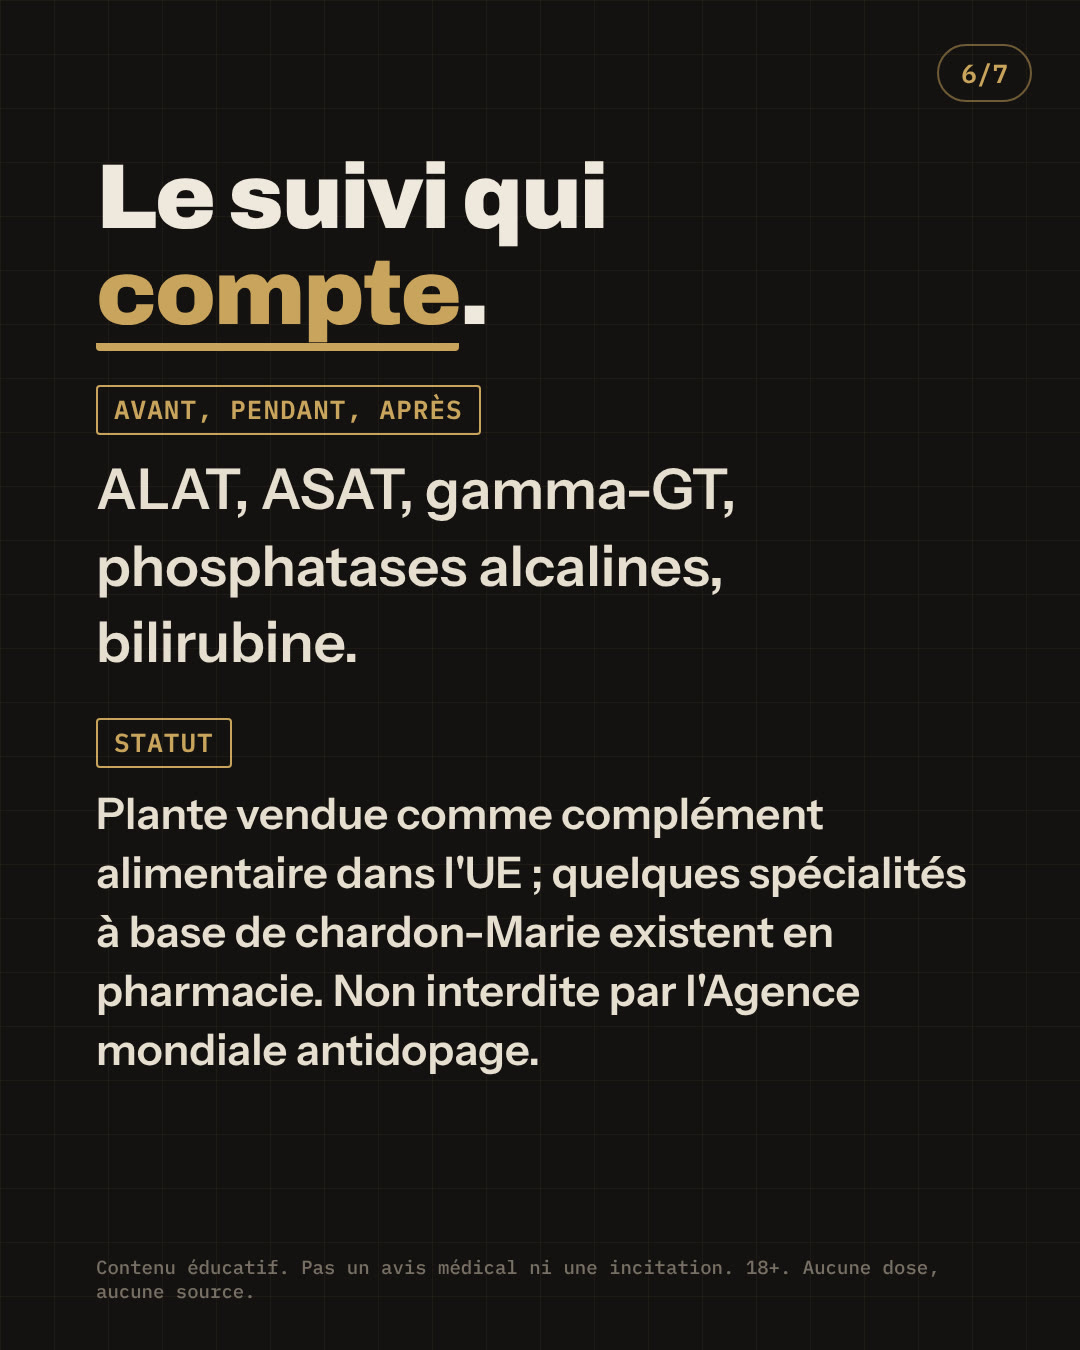 6/7
Le suivi qui
compte.
AVANT, PENDANT, APRÈS
ALAT, ASAT, gamma-GT,
phosphatases alcalines,
bilirubine.
STATUT
Plante vendue comme complément
alimentaire dans l'UE ; quelques spécialités
à base de chardon-Marie existent en
pharmacie. Non interdite par l'Agence
mondiale antidopage.
Contenu éducatif. Pas un avis médical ni une incitation. 18+. Aucune dose,
aucune source.